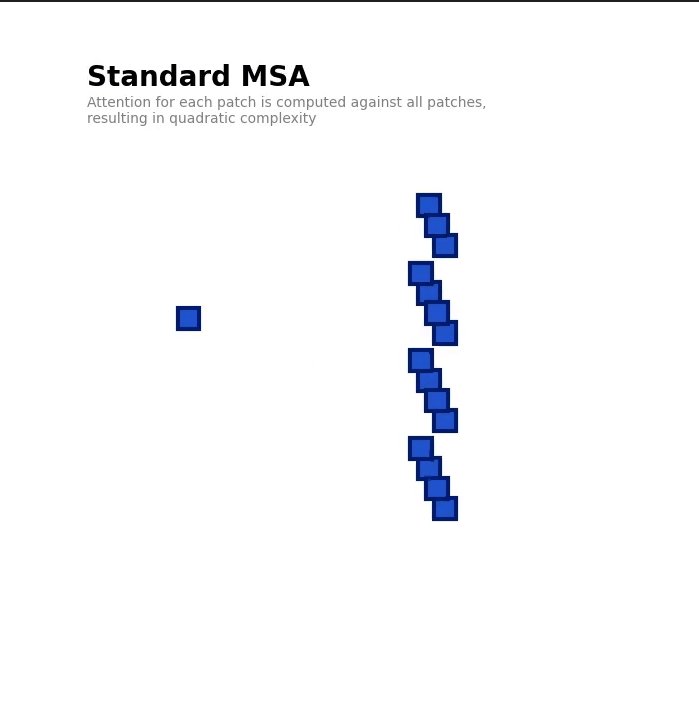 Standard MSA
Attention for each patch is computed against all patches,
resulting in quadratic complexity